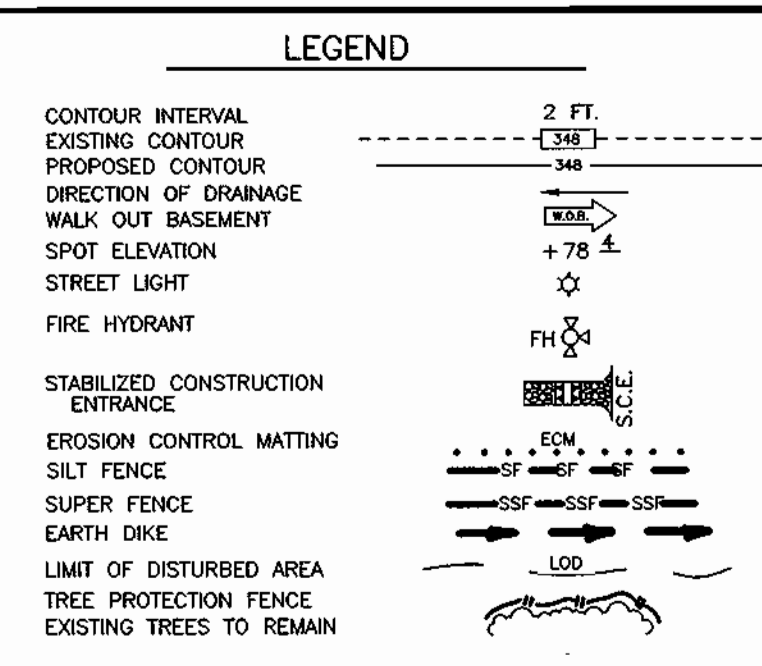 LEGEND
CONTOUR INTERVAL 2 FT.
EXISTING CONTOUR 348
PROPOSED CONTOUR 348
DIRECTION OF DRAINAGE
WALK OUT BASEMENT W.O.B.
SPOT ELEVATION +78 4
STREET LIGHT
FIRE HYDRANT FH
STABILIZED CONSTRUCTION
ENTRANCE S.C.E.
EROSION CONTROL MATTING ECM
SILT FENCE SF SF SF
SUPER FENCE SSF SSF SSF
EARTH DIKE
LIMIT OF DISTURBED AREA LOD
TREE PROTECTION FENCE
EXISTING TREES TO REMAIN